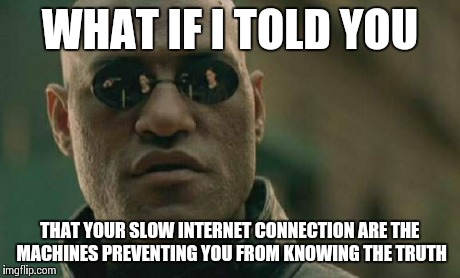 WHAT IF I TOLD YOU
THAT YOUR SLOW INTERNET CONNECTION ARE THE
MACHINES PREVENTING YOU FROM KNOWING THE TRUTH
imgflip.com